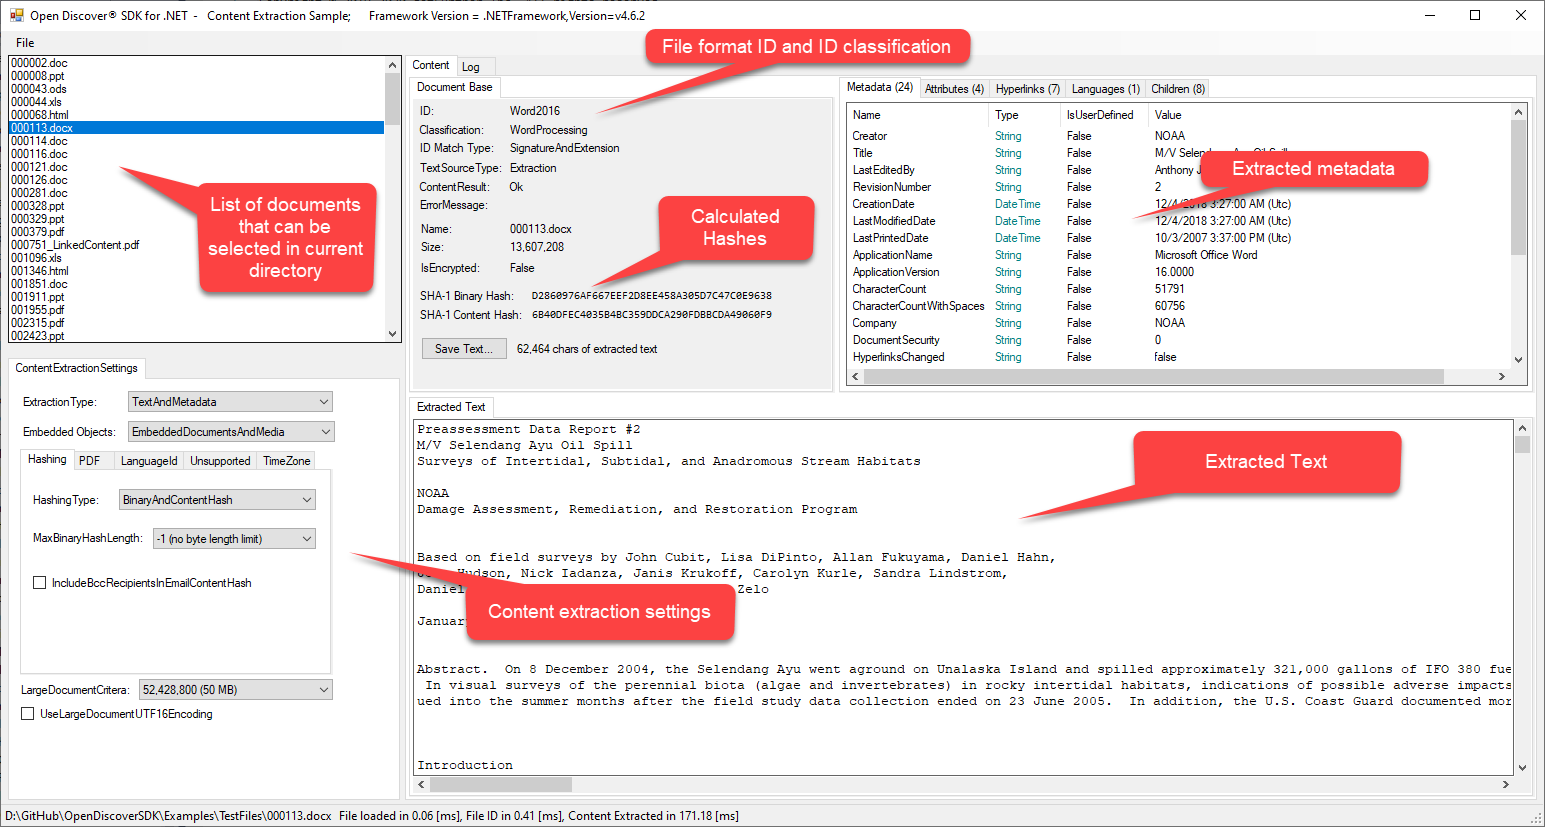 Open Discover® SDK for .NET - Content Extraction Sample; Framework Version = .NETFramework,Version=v4.6.2
File
000002.doc
000008.ppt
000043.ods
000044.xls
000068.html
000113.docx
000114.doc
000116.doc
000121.doc
000126.doc
000281.doc
000328.ppt
000329.ppt
000379.pdf
000751_LinkedContent.pdf
001096.xls
001346.html
001851.doc
001911.ppt
001955.pdf
002315.pdf
002423.ppt
List of documents
that can be
selected in current
directory
ContentExtractionSettings
ExtractionType: TextAndMetadata
Embedded Objects: EmbeddedDocumentsAndMedia
Hashing PDF LanguageId Unsupported TimeZone
HashingType: BinaryAndContentHash
MaxBinaryHashLength: -1 (no byte length limit)
IncludeBccRecipientsInEmailContentHash
LargeDocumentCritera: 52,428,800 (50 MB)
UseLargeDocumentUTF16Encoding
Content extraction settings
Content Log
Document Base
File format ID and ID classification
ID: Word2016
Classification: WordProcessing
ID Match Type: SignatureAndExtension
TextSourceType: Extraction
ContentResult: Ok
ErrorMessage:
Name: 000113.docx
Size: 13,607,208
IsEncrypted: False
Calculated
Hashes
SHA-1 Binary Hash: D2860976AF667EEF2D8EE458A305D7C47C0E9638
SHA-1 Content Hash: 6B40DFEC4035B4BC359DDCA290FDBBCDA49060F9
Save Text... 62,464 chars of extracted text
Metadata (24) Attributes (4) Hyperlinks (7) Languages (1) Children (8)
Name Type IsUserDefined Value
Creator String False NOAA
Title String False M/V Selendang Ayu Oil Spill
LastEditedBy String False Anthony J
RevisionNumber String False 2
CreationDate DateTime False 12/4/2018 3:27:00 AM (Utc)
LastModifiedDate DateTime False 12/4/2018 3:27:00 AM (Utc)
LastPrintedDate DateTime False 10/3/2007 3:37:00 PM (Utc)
ApplicationName String False Microsoft Office Word
ApplicationVersion String False 16.0000
CharacterCount String False 51791
CharacterCountWithSpaces String False 60756
Company String False NOAA
DocumentSecurity String False 0
HyperlinksChanged String False false
Extracted metadata
Extracted Text
Preassessment Data Report #2
M/V Selendang Ayu Oil Spill
Surveys of Intertidal, Subtidal, and Anadromous Stream Habitats
NOAA
Damage Assessment, Remediation, and Restoration Program
Extracted Text
Based on field surveys by John Cubit, Lisa DiPinto, Allan Fukuyama, Daniel Hahn,
Hudson, Nick Iadanza, Janis Krukoff, Carolyn Kurle, Sandra Lindstrom,
Daniel Zelo
Januar
Abstract. On 8 December 2004, the Selendang Ayu went aground on Unalaska Island and spilled approximately 321,000 gallons of IFO 380 fue
In visual surveys of the perennial biota (algae and invertebrates) in rocky intertidal habitats, indications of possible adverse impacts
ued into the summer months after the field study data collection ended on 23 June 2005. In addition, the U.S. Coast Guard documented mor
Introduction
D:\GitHub\OpenDiscoverSDK\Examples\TestFiles\000113.docx File loaded in 0.06 [ms], File ID in 0.41 [ms], Content Extracted in 171.18 [ms]